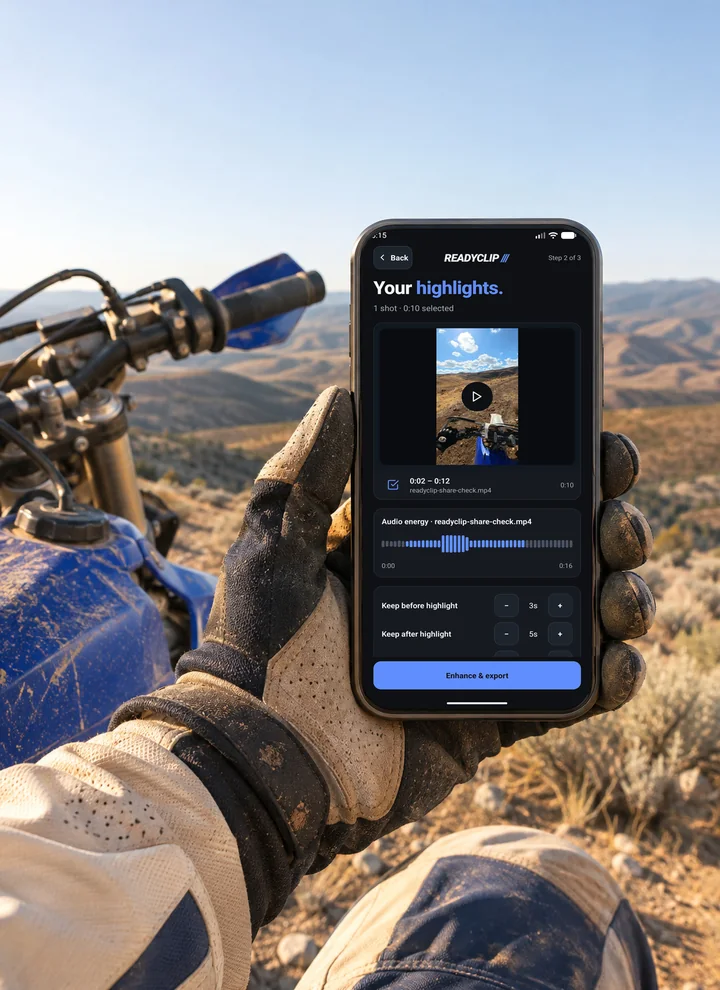 :15
Back
READYCLIP
Step 2 of 3
Your highlights.
1 shot · 0:10 selected
0:02 – 0:12
readyclip-share-check.mp4
0:10
Audio energy · readyclip-share-check.mp4
0:00
0:16
Keep before highlight
−
3s
+
Keep after highlight
−
5s
+
Enhance & export